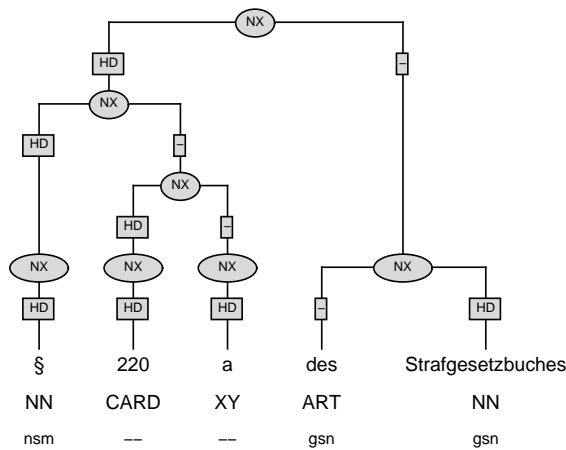 NX
HD –
NX
HD –
NX
HD –
NX NX NX NX
HD HD HD – HD
§ 220 a des Strafgesetzbuches
NN CARD XY ART NN
nsm –– –– gsn gsn